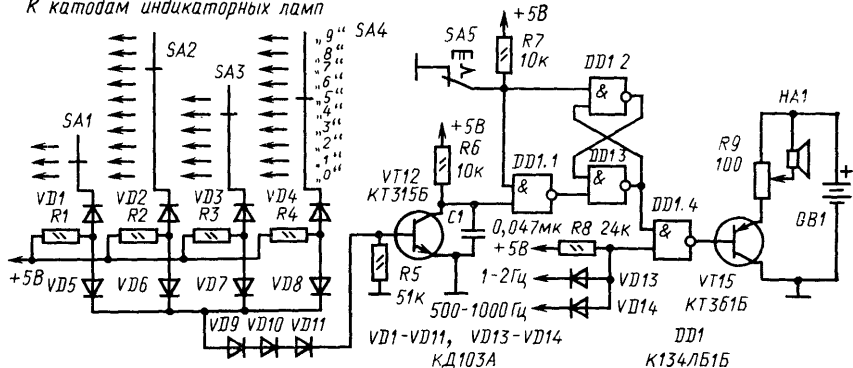 К катодам индикаторных ламп
SA1
SA2
SA3
SA4
„9“
„8“
„7“
„6“
„5“
„4“
„3“
„2“
„1“
„0“
VD1
R1
VD2
R2
VD3
R3
VD4
R4
+5В
VD5
VD6
VD7
VD8
VD9
VD10
VD11
SA5
+5В
R7
10к
+5В
R6
10к
VT12
КТ315Б
R5
51к
C1
0,047мк
&
DD1.1
&
DD1 2
&
DD1 3
R8 24к
+5В
1-2Гц
VD13
500-1000Гц
VD14
&
DD1.4
VT15
КТ361Б
R9
100
HA1
+
GB1
VD1-VD11, VD13-VD14
КД103А
DD1
К134ЛБ1Б